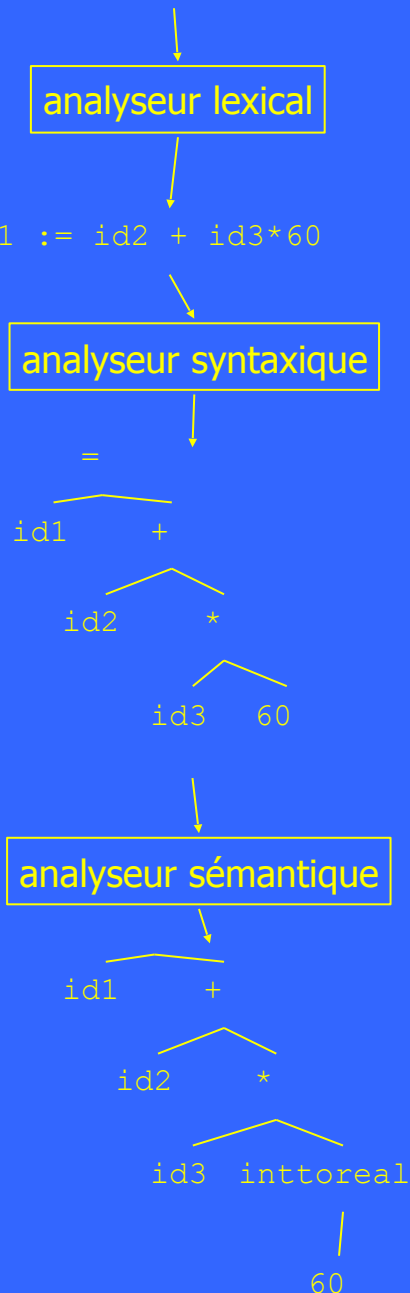 analyseur lexical
1 := id2 + id3*60
analyseur syntaxique
=
id1 +
id2 *
id3 60
analyseur sémantique
id1 +
id2 *
id3 inttoreal
60